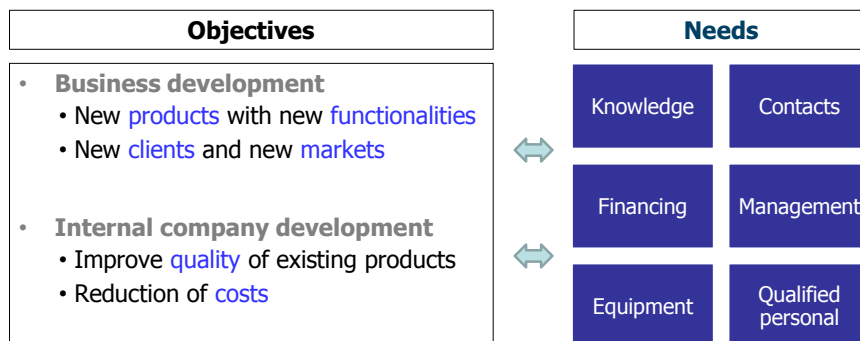 Objectives
• Business development
• New products with new functionalities
• New clients and new markets
• Internal company development
• Improve quality of existing products
• Reduction of costs
Needs
Knowledge
Contacts
Financing
Management
Equipment
Qualified
personal